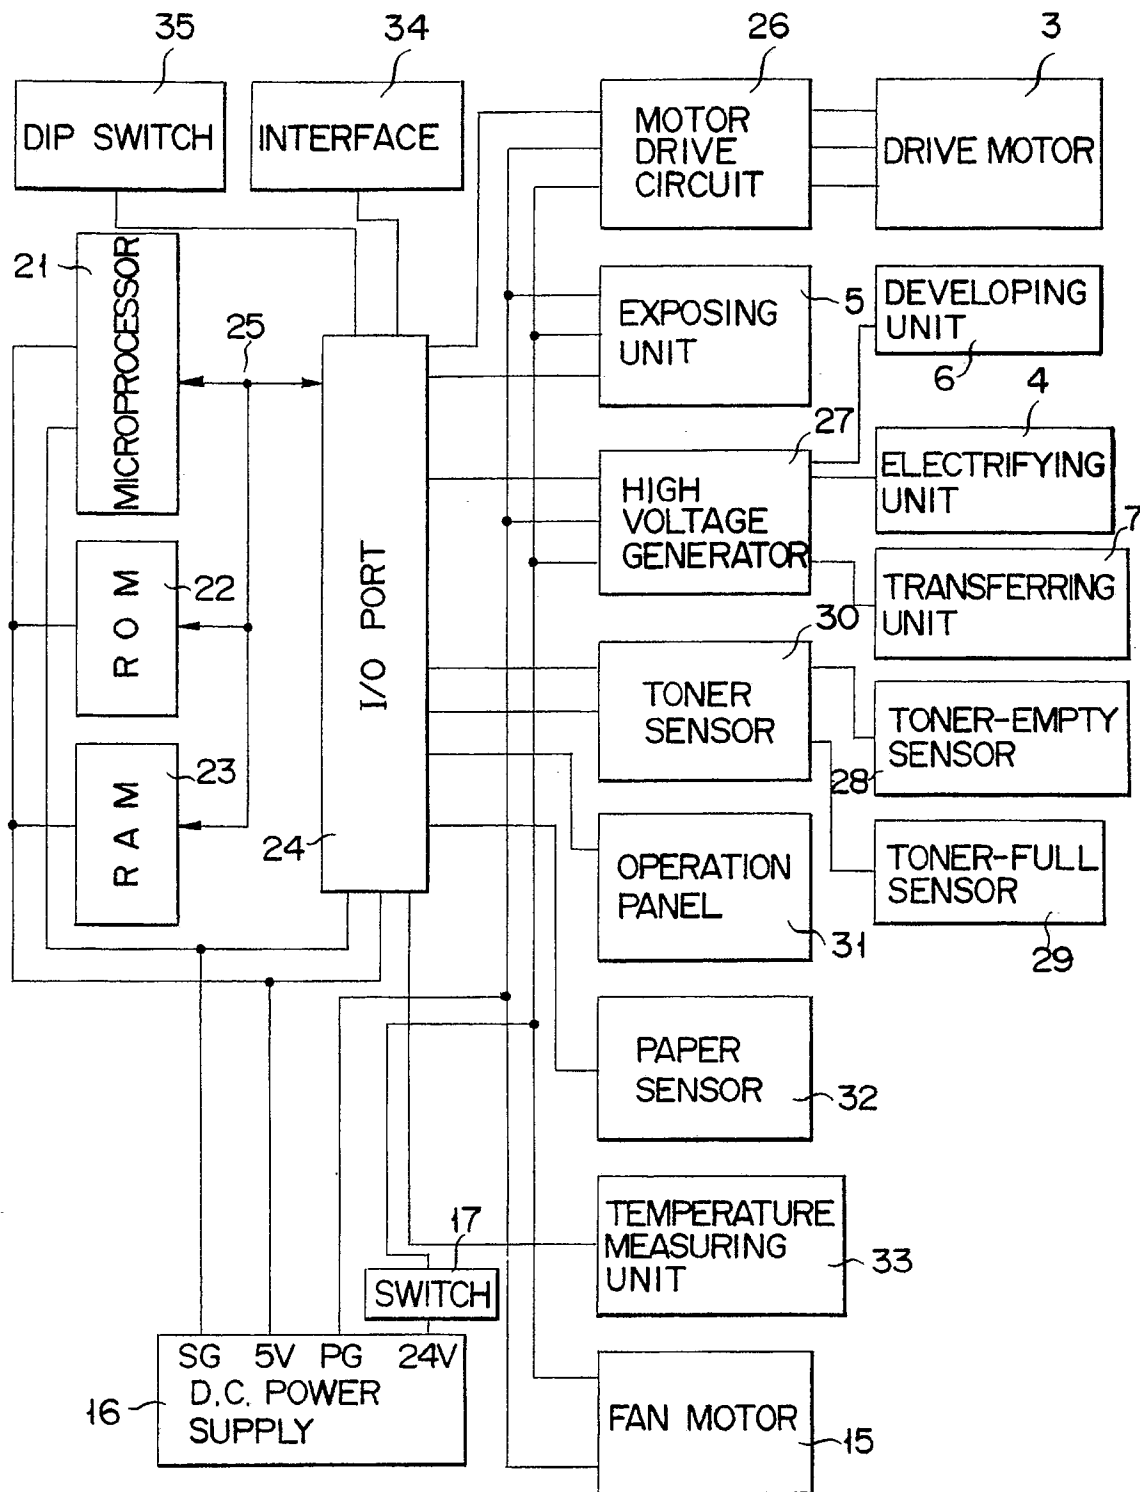 35
34
26
3
DIP SWITCH
INTERFACE
MOTOR
DRIVE
CIRCUIT
DRIVE MOTOR
21
MICROPROCESSOR
25
EXPOSING
UNIT
5
DEVELOPING
UNIT
6
4
27
HIGH
VOLTAGE
GENERATOR
ELECTRIFYING
UNIT
7
ROM
22
I/O PORT
TRANSFERRING
UNIT
30
TONER
SENSOR
TONER-EMPTY
SENSOR
28
RAM
23
24
OPERATION
PANEL
31
TONER-FULL
SENSOR
29
PAPER
SENSOR
32
17
SWITCH
TEMPERATURE
MEASURING
UNIT
33
SG 5V PG 24V
D.C. POWER
SUPPLY
16
FAN MOTOR
15